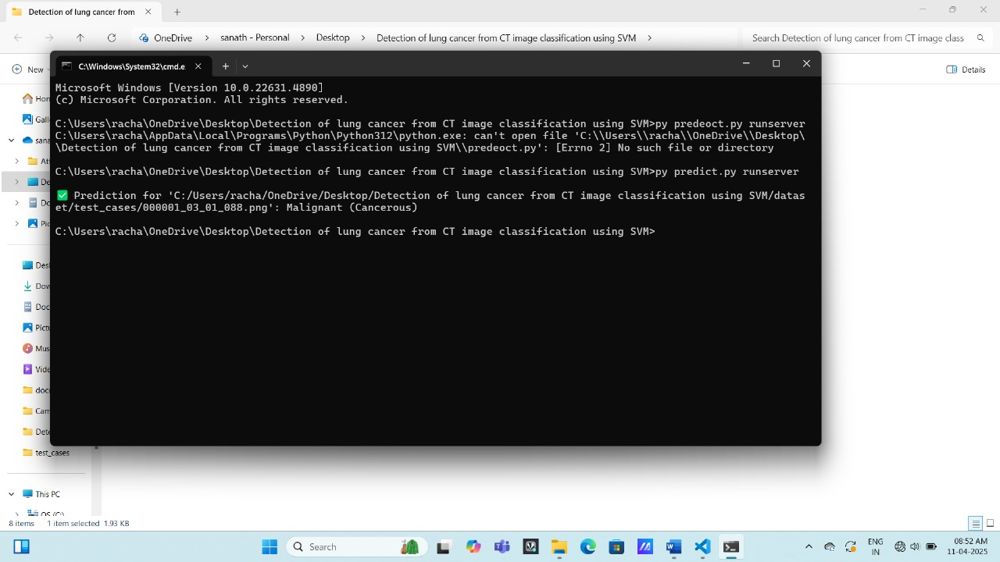 Detection of lung cancer from
OneDrive > sanath - Personal > Desktop > Detection of lung cancer from CT image classification using SVM >
Search Detection of lung cancer from CT image class
New
Details
C:\Windows\System32\cmd.e
Microsoft Windows [Version 10.0.22631.4890]
(c) Microsoft Corporation. All rights reserved.
C:\Users\racha\OneDrive\Desktop\Detection of lung cancer from CT image classification using SVM>py predeoct.py runserver
C:\Users\racha\AppData\Local\Programs\Python\Python312\python.exe: can't open file 'C:\\Users\\racha\\OneDrive\\Desktop\
\Detection of lung cancer from CT image classification using SVM\\predeoct.py': [Errno 2] No such file or directory
C:\Users\racha\OneDrive\Desktop\Detection of lung cancer from CT image classification using SVM>py predict.py runserver
✅ Prediction for 'C:/Users/racha/OneDrive/Desktop/Detection of lung cancer from CT image classification using SVM/datas
et/test_cases/000001_03_01_088.png': Malignant (Cancerous)
C:\Users\racha\OneDrive\Desktop\Detection of lung cancer from CT image classification using SVM>
Hon
Galle
sana
Att
De
Do
Pic
Desk
Dow
Docu
Pictu
Musi
Vide
docu
Cam
Dete
test_cases
This PC
OS (C:)
8 items
1 item selected 1.93 KB
Search
ENG
IN
08:52 AM
11-04-2025